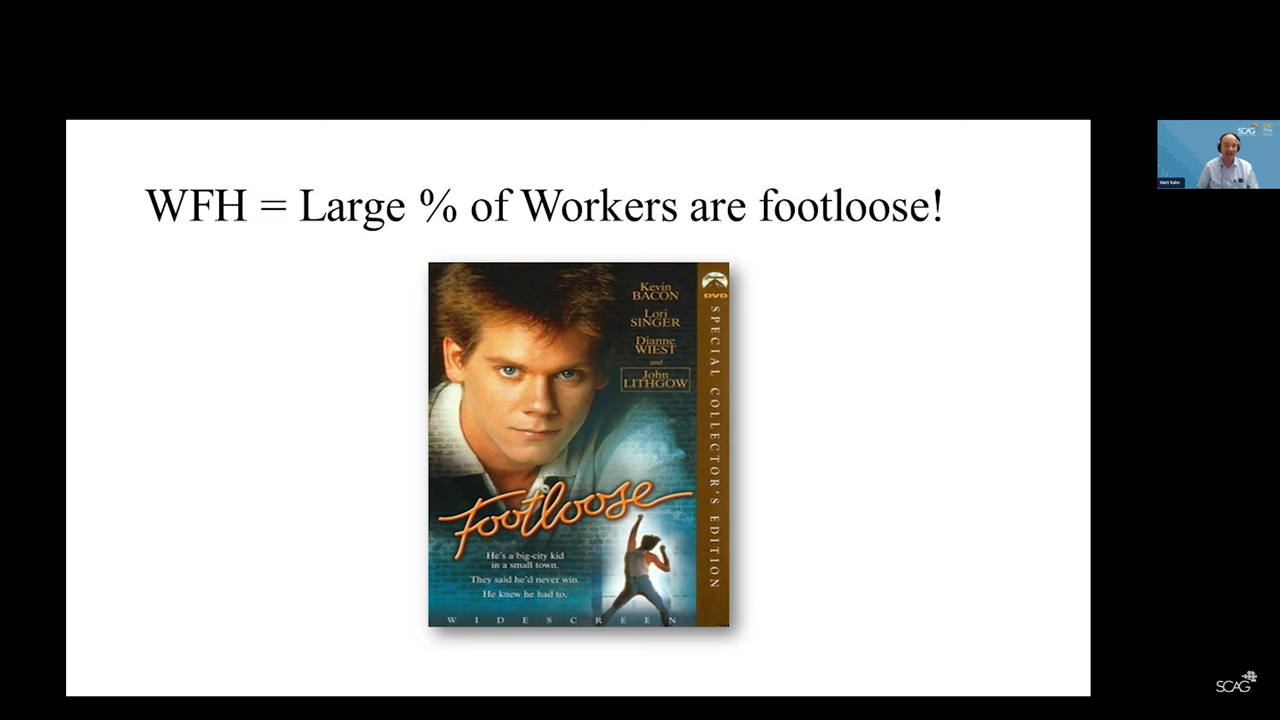 WFH = Large % of Workers are footloose!
Kevin
BACON
Lori
SINGER
Dianne
WIEST
and
John
LITHGOW
DVD
SPECIAL COLLECTOR'S EDITION
Footloose
He's a big-city kid
in a small town.
They said he'd never win.
He knew he had to.
WIDESCREEN
SCAG
Matt Kahn
SCAG